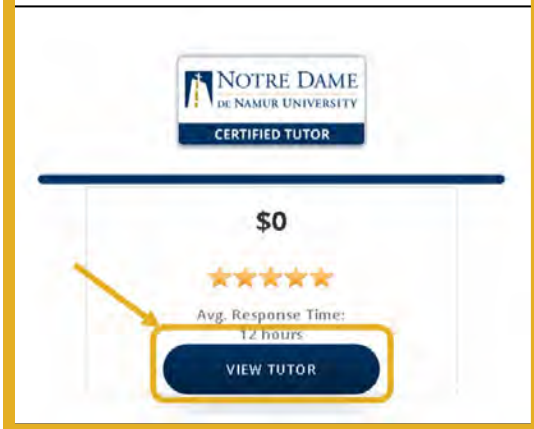 NOTRE DAME
DE NAMUR UNIVERSITY
CERTIFIED TUTOR
$0
Avg. Response Time:
12 hours
VIEW TUTOR